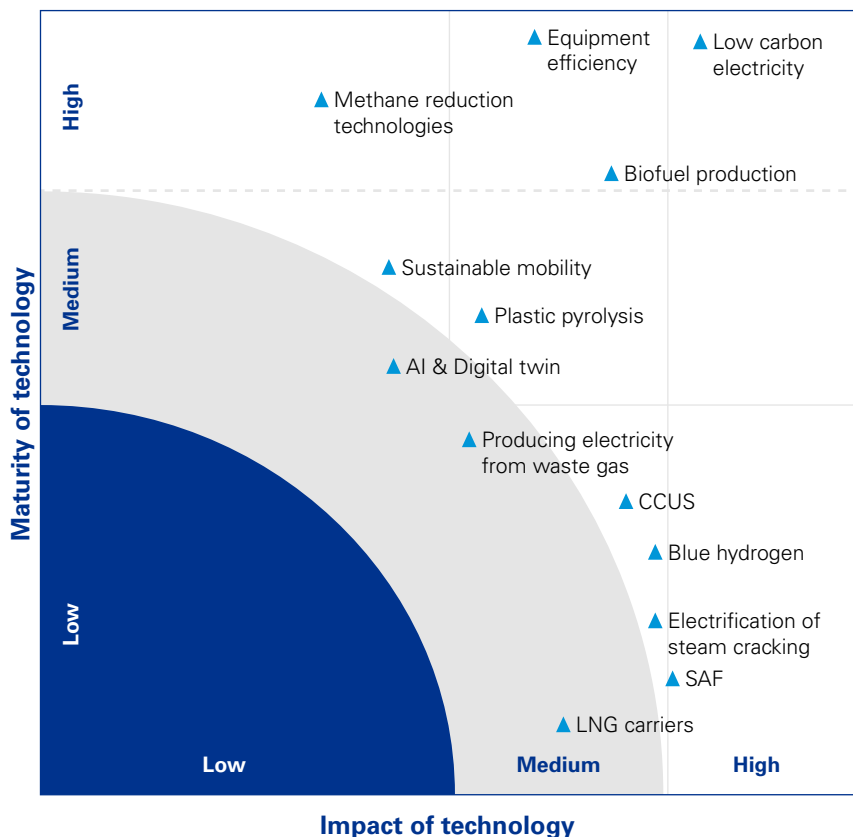 Equipment
efficiency
Low carbon
electricity
High
Methane reduction
technologies
Biofuel production
Maturity of technology
Medium
Sustainable mobility
Plastic pyrolysis
AI & Digital twin
Producing electricity
from waste gas
CCUS
Blue hydrogen
Low
Electrification of
steam cracking
SAF
LNG carriers
Low
Medium
High
Impact of technology